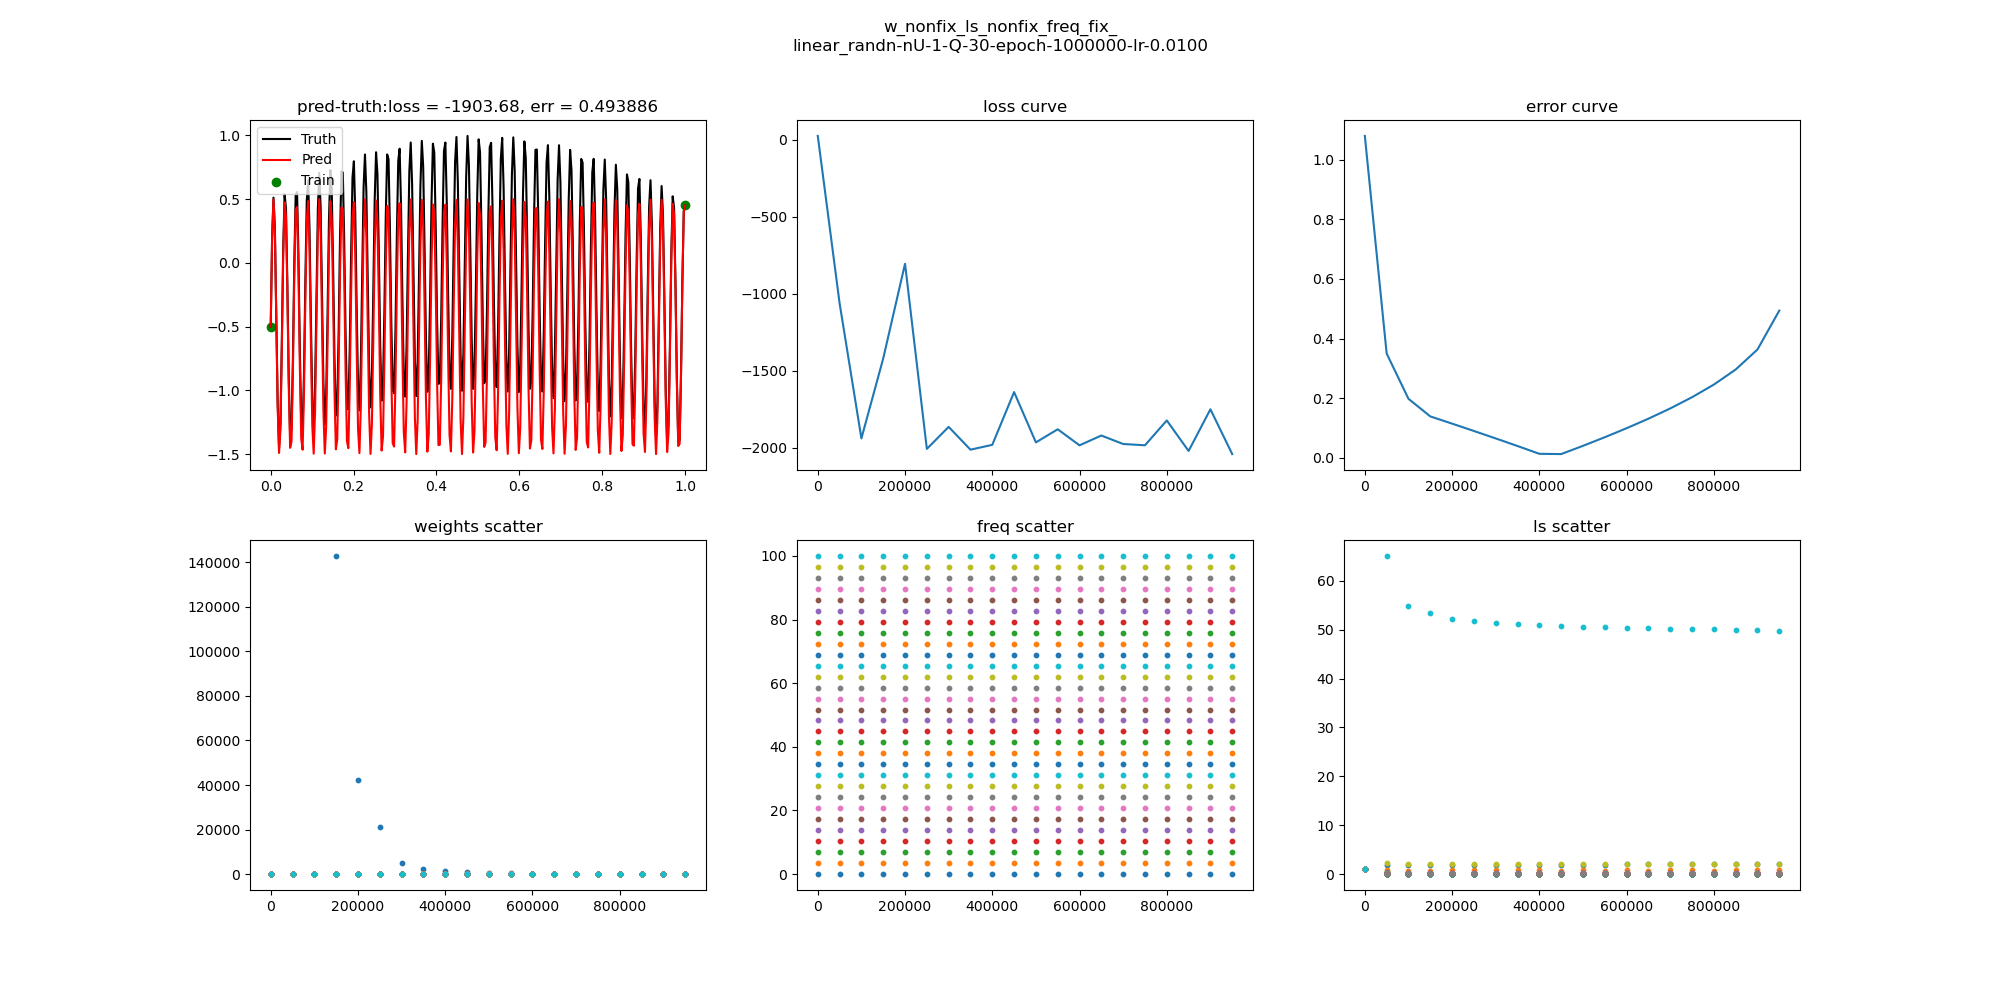 w_nonfix_ls_nonfix_freq_fix_
linear_randn-nU-1-Q-30-epoch-1000000-lr-0.0100
pred-truth:loss = -1903.68, err = 0.493886
1.0
0.5
0.0
−0.5
−1.0
−1.5
Truth
Pred
Train
0.0 0.2 0.4 0.6 0.8 1.0
loss curve
0
−500
−1000
−1500
−2000
0 200000 400000 600000 800000
error curve
1.0
0.8
0.6
0.4
0.2
0.0
0 200000 400000 600000 800000
weights scatter
140000
120000
100000
80000
60000
40000
20000
0
0 200000 400000 600000 800000
freq scatter
100
80
60
40
20
0
0 200000 400000 600000 800000
ls scatter
60
50
40
30
20
10
0
0 200000 400000 600000 800000